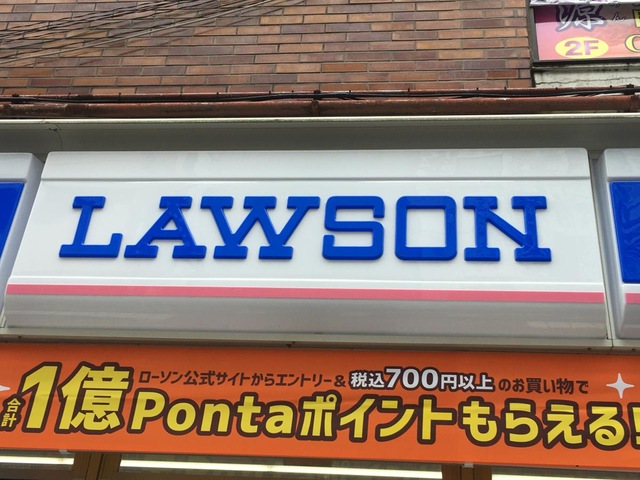 源
ん
2F
LAWSON
ローソン公式サイトからエントリー&税込700円以上のお買い物で
合計1億Pontaポイントもらえる!